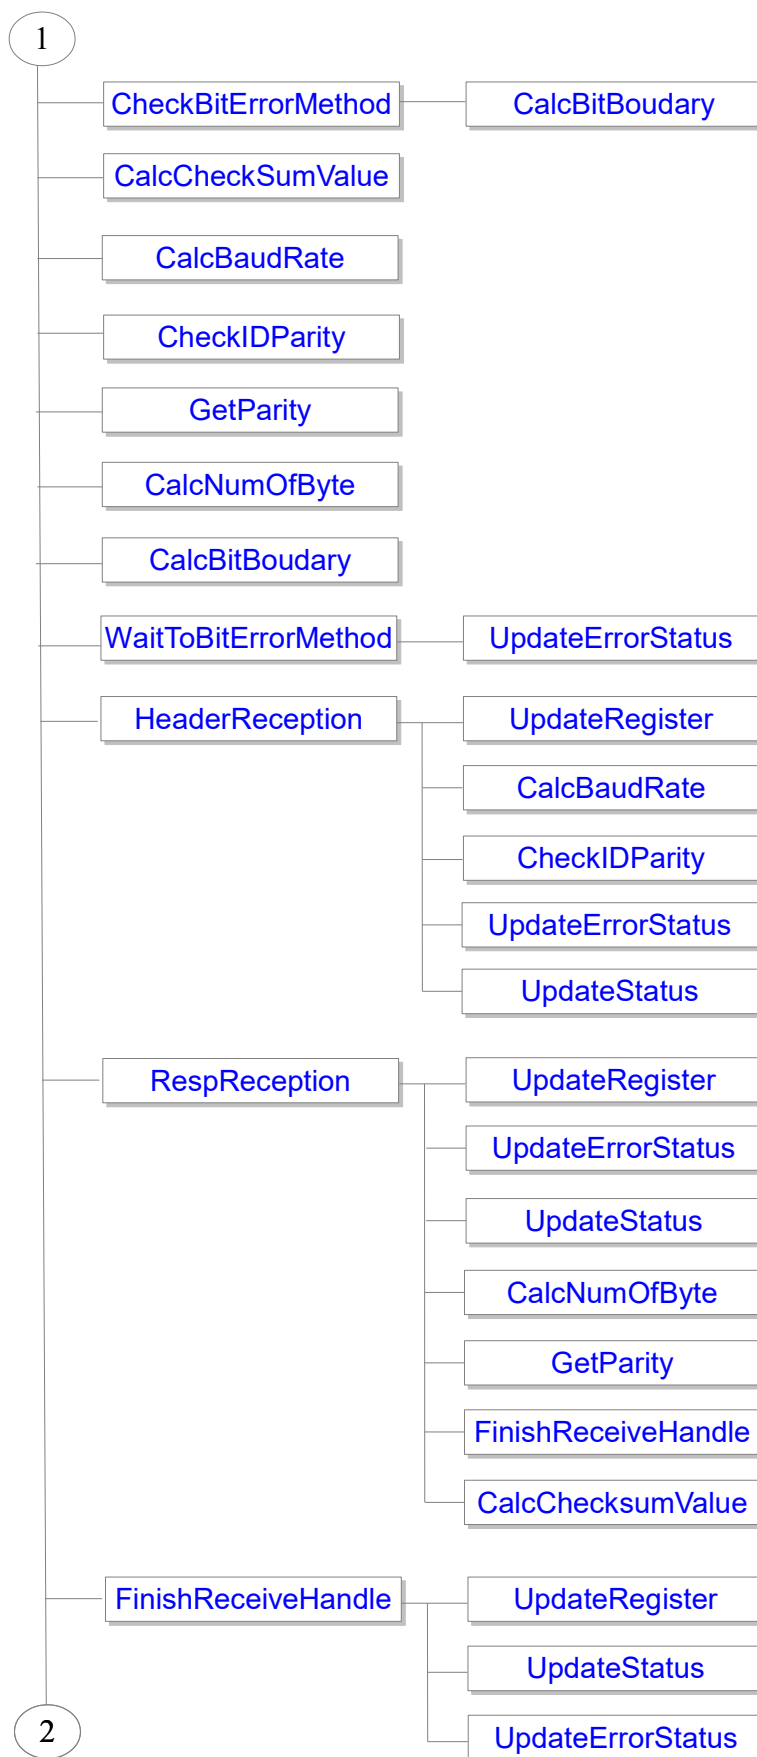 1
CheckBitErrorMethod
CalcBitBoudary
CalcCheckSumValue
CalcBaudRate
CheckIDParity
GetParity
CalcNumOfByte
CalcBitBoudary
WaitToBitErrorMethod
UpdateErrorStatus
HeaderReception
UpdateRegister
CalcBaudRate
CheckIDParity
UpdateErrorStatus
UpdateStatus
RespReception
UpdateRegister
UpdateErrorStatus
UpdateStatus
CalcNumOfByte
GetParity
FinishReceiveHandle
CalcChecksumValue
FinishReceiveHandle
UpdateRegister
UpdateStatus
2
UpdateErrorStatus